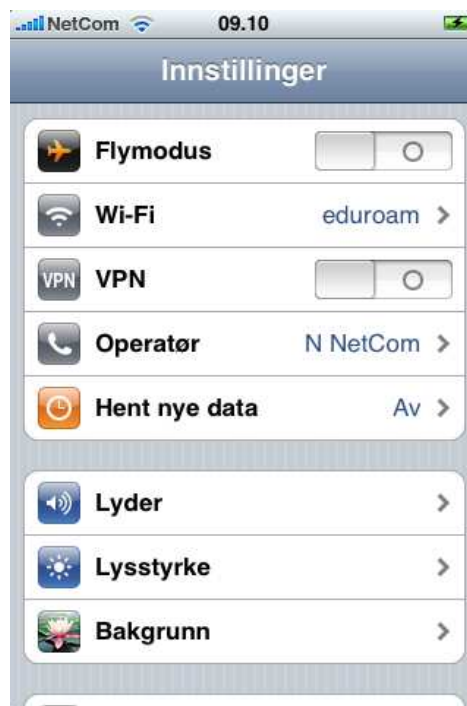 NetCom 09.10
Innstillinger
Flymodus
Wi-Fi eduroam
VPN VPN
Operatør N NetCom
Hent nye data Av
Lyder
Lysstyrke
Bakgrunn